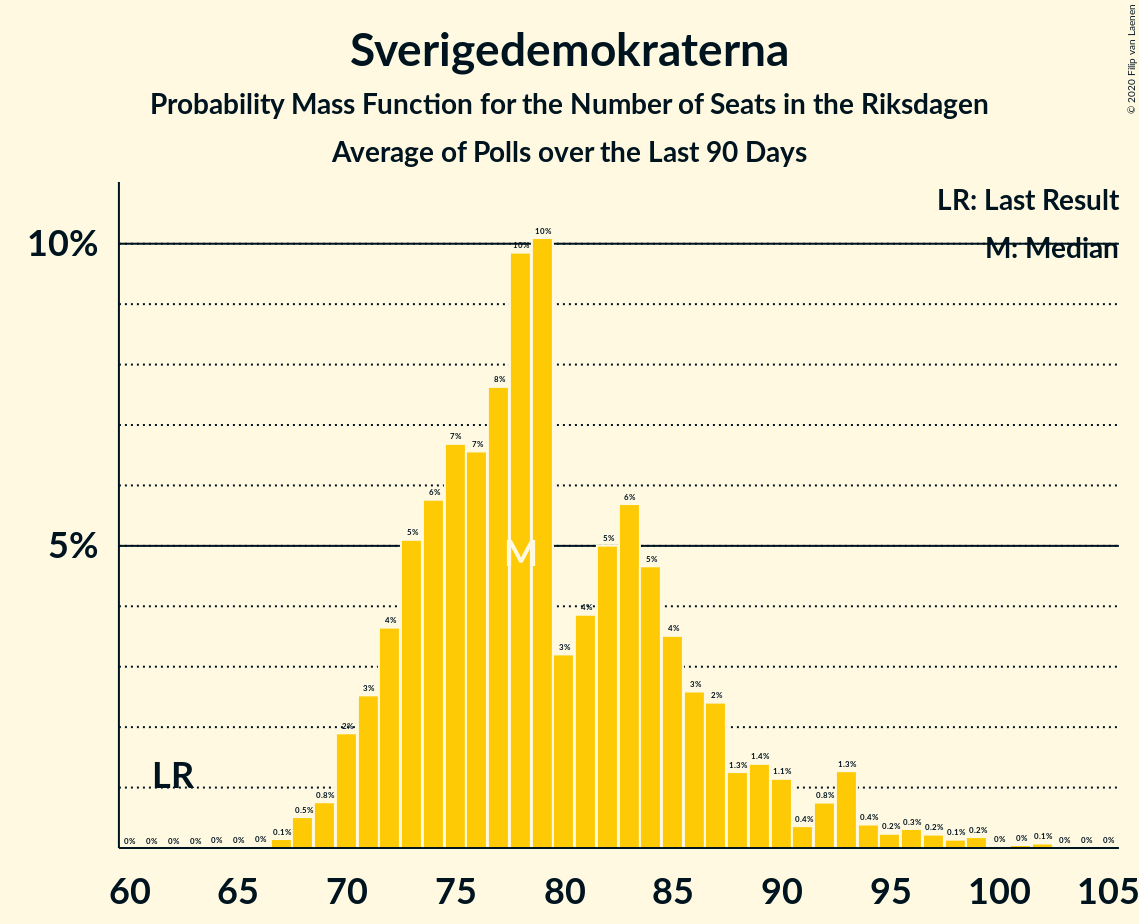 Sverigedemokraterna
Probability Mass Function for the Number of Seats in the Riksdagen
Average of Polls over the Last 90 Days
© 2020 Filip van Laenen
LR: Last Result
M: Median
10%
5%
0% 0% 0% 0% 0% 0% 0% 0.1% 0.5% 0.8% 2% 3% 4% 5% 6% 7% 7% 8% 10% 10% 3% 4% 5% 6% 5% 4% 3% 2% 1.3% 1.4% 1.1% 0.4% 0.8% 1.3% 0.4% 0.2% 0.3% 0.2% 0.1% 0.2% 0% 0% 0.1% 0% 0% 0%
M
LR
60 65 70 75 80 85 90 95 100 105